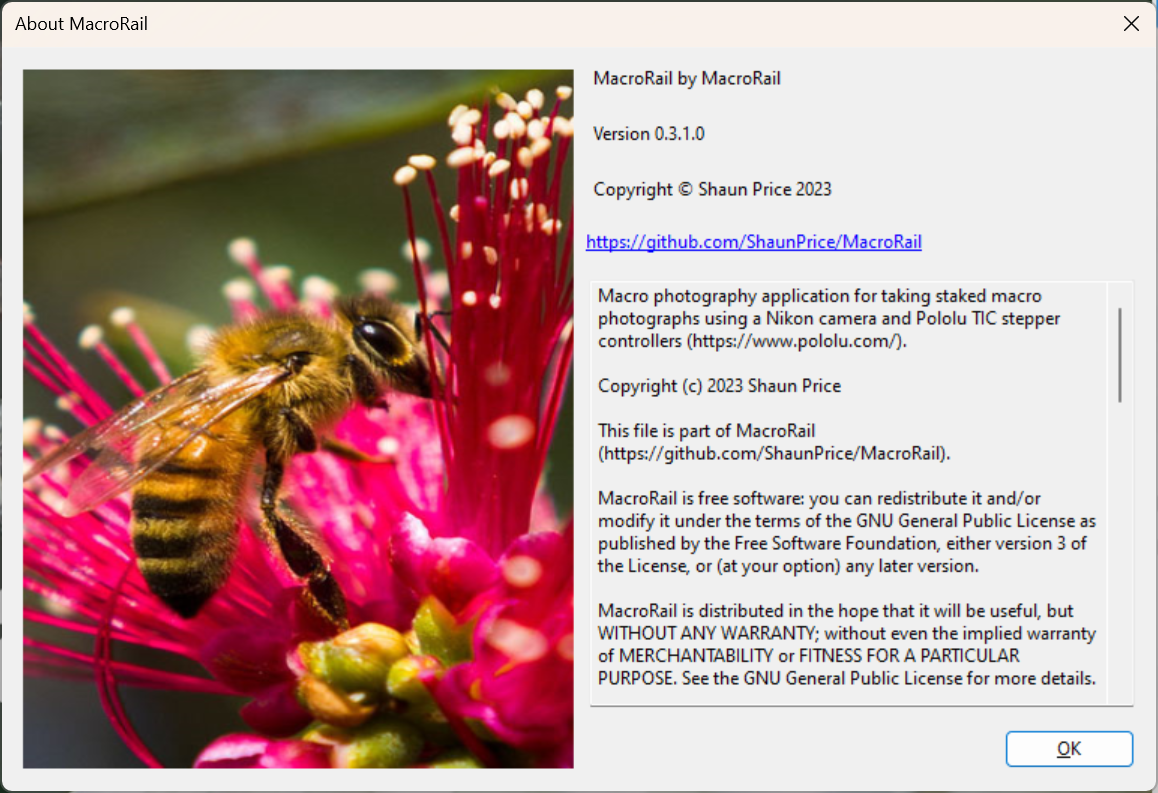 About MacroRail
MacroRail by MacroRail
Version 0.3.1.0
Copyright © Shaun Price 2023
https://github.com/ShaunPrice/MacroRail
Macro photography application for taking staked macro
photographs using a Nikon camera and Pololu TIC stepper
controllers (https://www.pololu.com/).
Copyright (c) 2023 Shaun Price
This file is part of MacroRail
(https://github.com/ShaunPrice/MacroRail).
MacroRail is free software: you can redistribute it and/or
modify it under the terms of the GNU General Public License as
published by the Free Software Foundation, either version 3 of
the License, or (at your option) any later version.
MacroRail is distributed in the hope that it will be useful, but
WITHOUT ANY WARRANTY; without even the implied warranty
of MERCHANTABILITY or FITNESS FOR A PARTICULAR
PURPOSE. See the GNU General Public License for more details.
OK